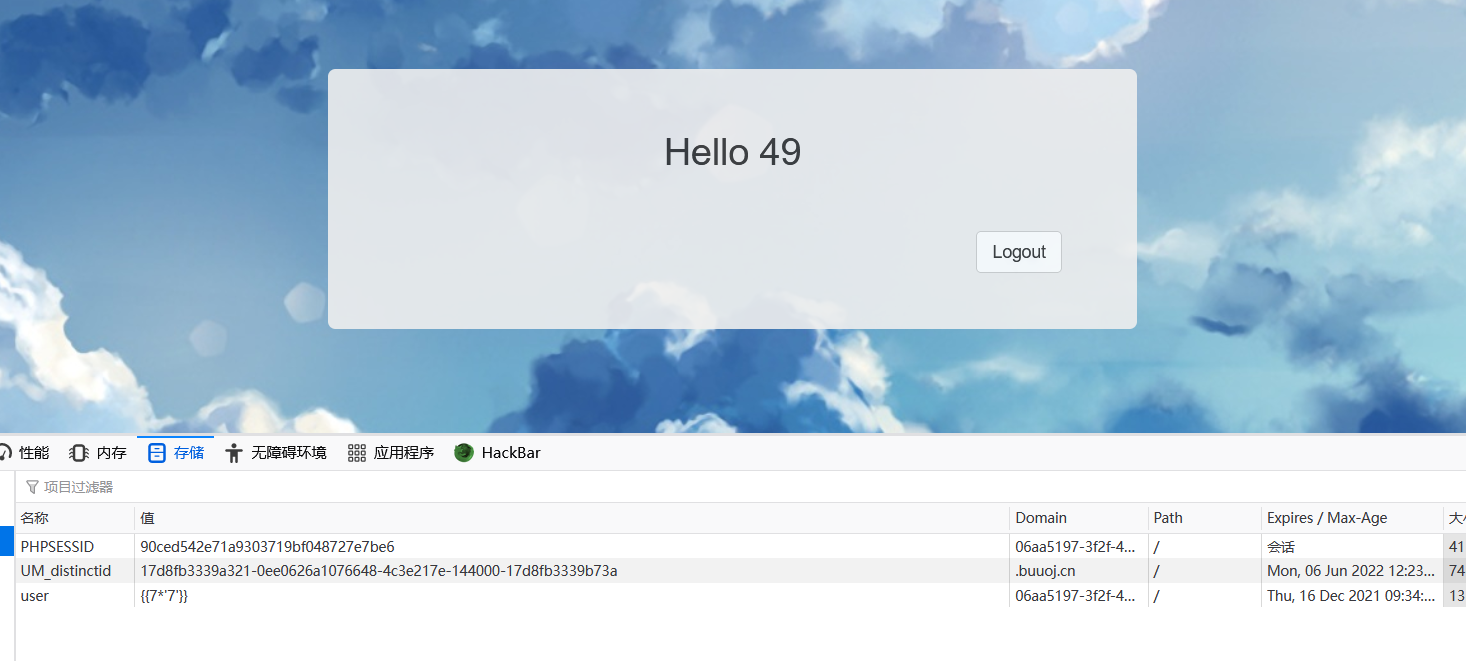 Hello 49
Logout
性能 内存 存储 无障碍环境 应用程序 HackBar
项目过滤器
名称 值 Domain Path Expires / Max-Age
PHPSESSID 90ced542e71a9303719bf048727e7be6 06aa5197-3f2f-4... / 会话 41
UM_distinctid 17d8fb3339a321-0ee0626a1076648-4c3e217e-144000-17d8fb3339b73a .buuoj.cn / Mon, 06 Jun 2022 12:23... 74
user {{7*'7'}} 06aa5197-3f2f-4... / Thu, 16 Dec 2021 09:34:... 13